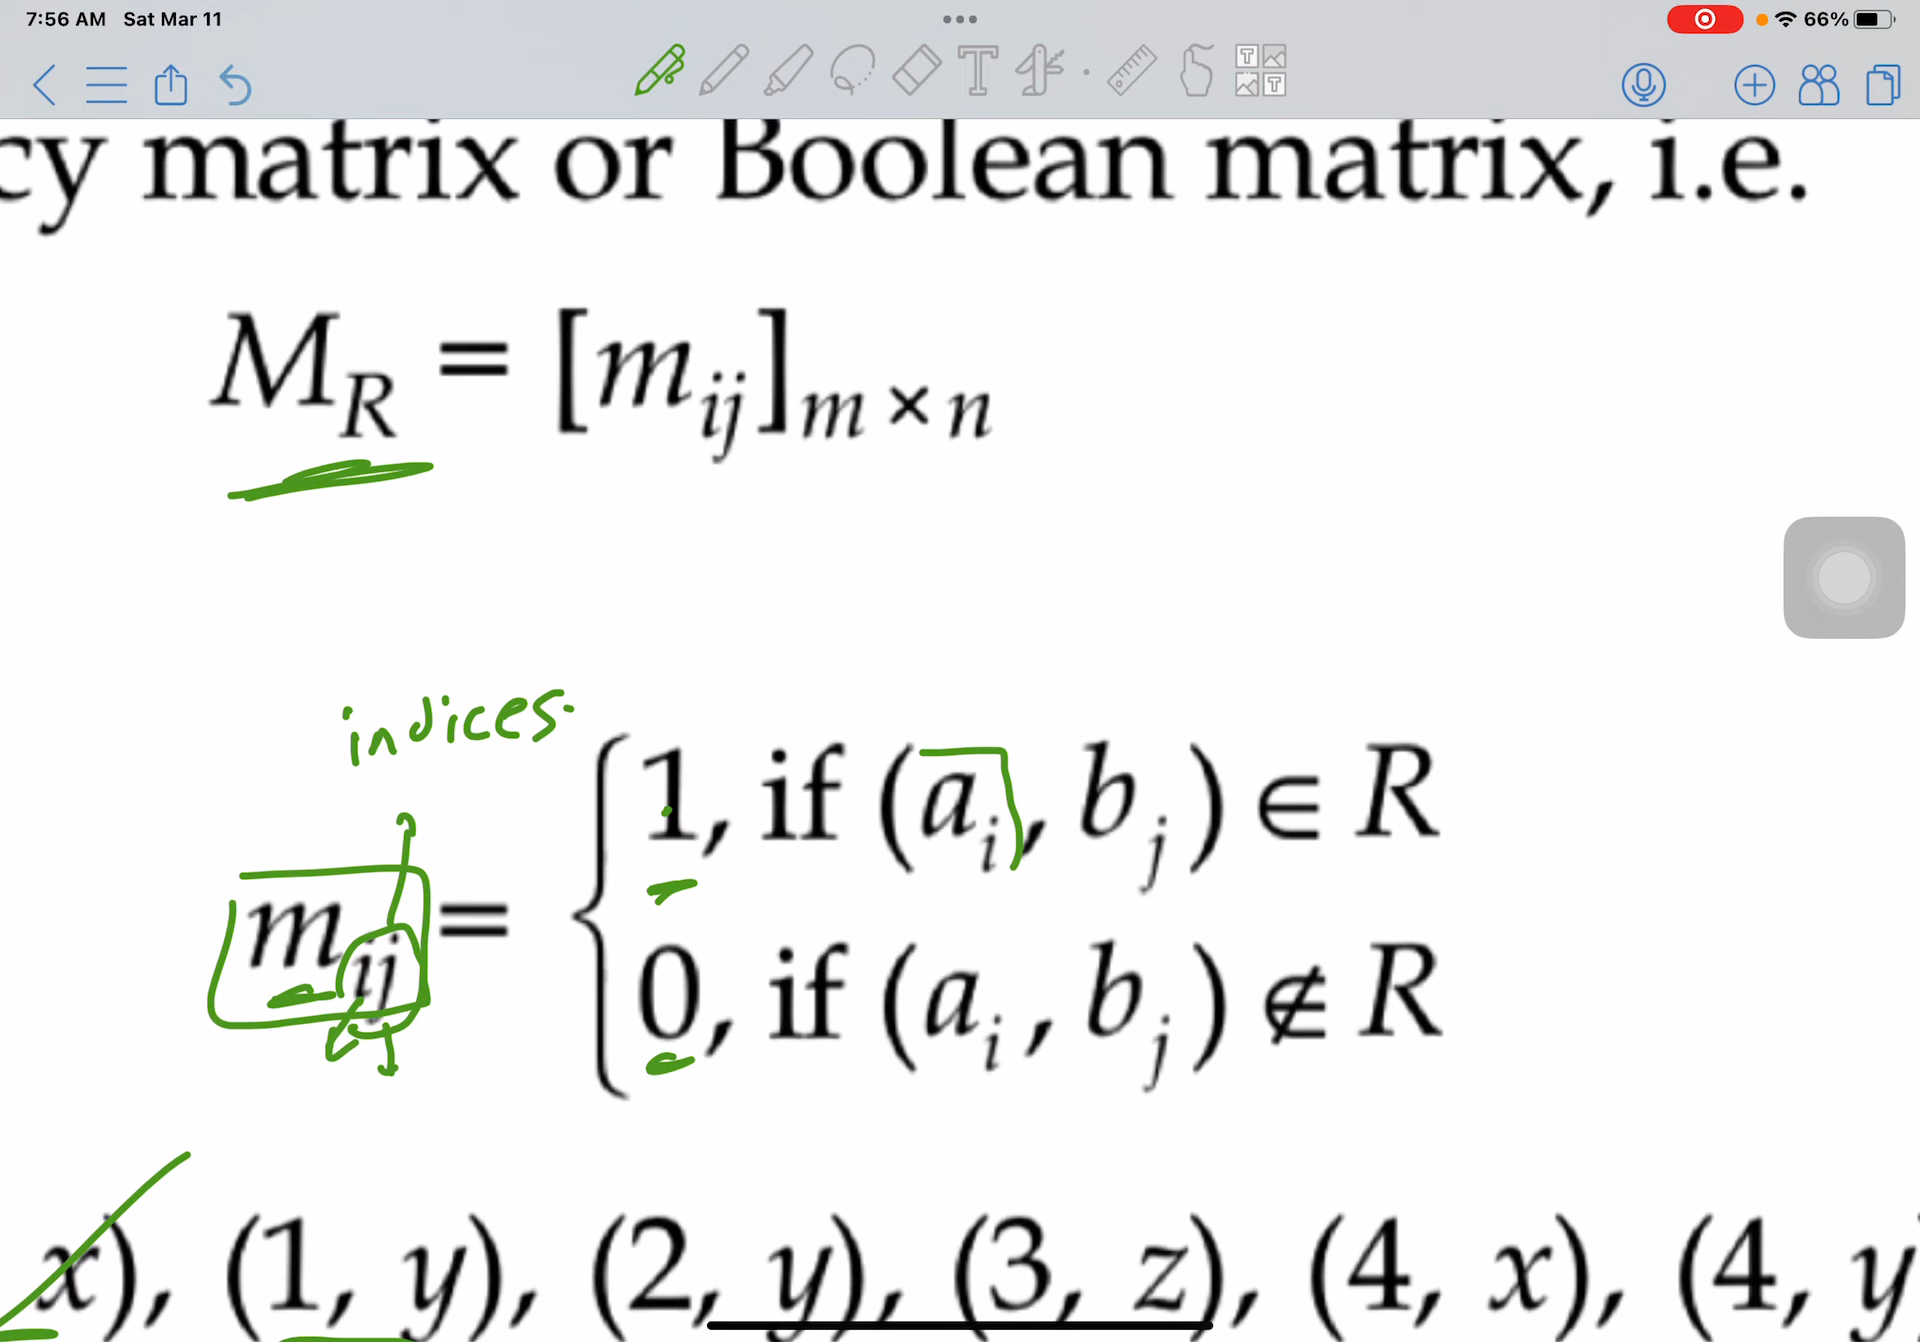 7:56 AM Sat Mar 11
66%
cy matrix or Boolean matrix, i.e.
M_R = [m_ij]_m × n
indices.
m_ij = { 1, if (a_i, b_j) ∈ R
0, if (a_i, b_j) ∉ R
x), (1, y), (2, y), (3, z), (4, x), (4, y